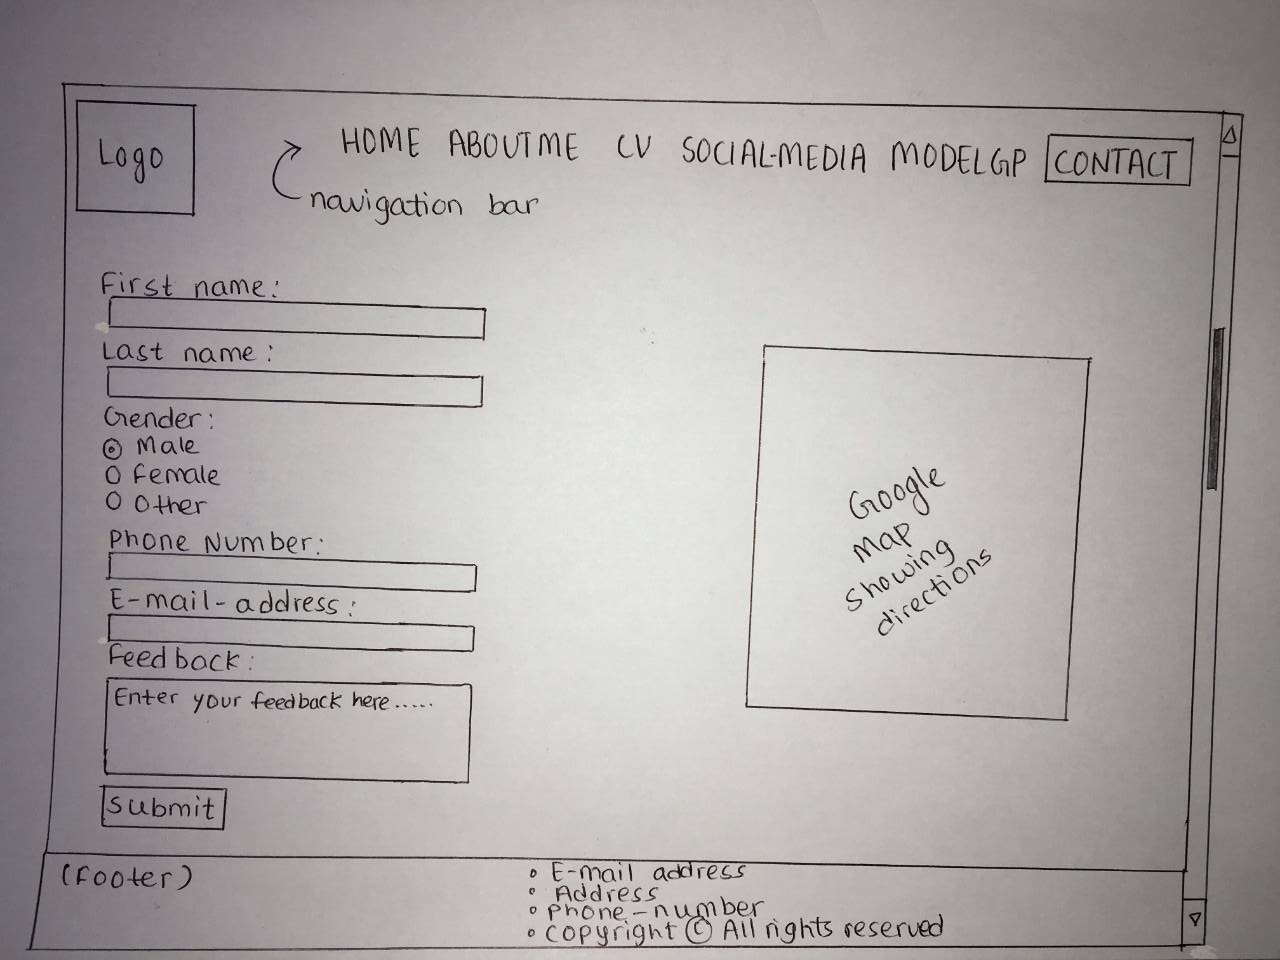 Logo
HOME ABOUTME CV SOCIAL-MEDIA MODELGP CONTACT
navigation bar
First name:
Last name:
Gender:
Male
Female
Other
Phone Number:
E-mail-address:
Feedback:
Enter your feedback here......
Submit
Google
Map
Showing
directions
(Footer)
E-mail address
Address
Phone-number
Copyright © All rights reserved